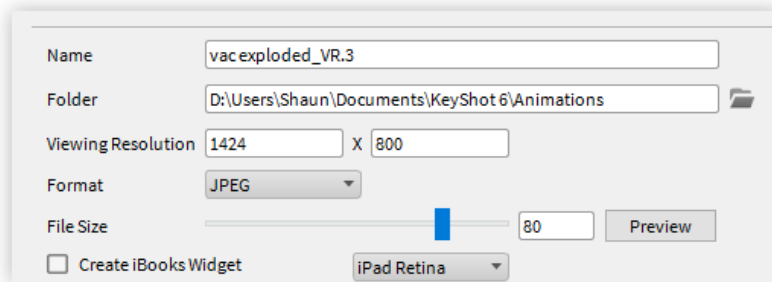 Name vacexploded_VR.3
Folder D:\Users\Shaun\Documents\KeyShot 6\Animations
Viewing Resolution 1424 X 800
Format JPEG
File Size 80 Preview
Create iBooks Widget iPad Retina